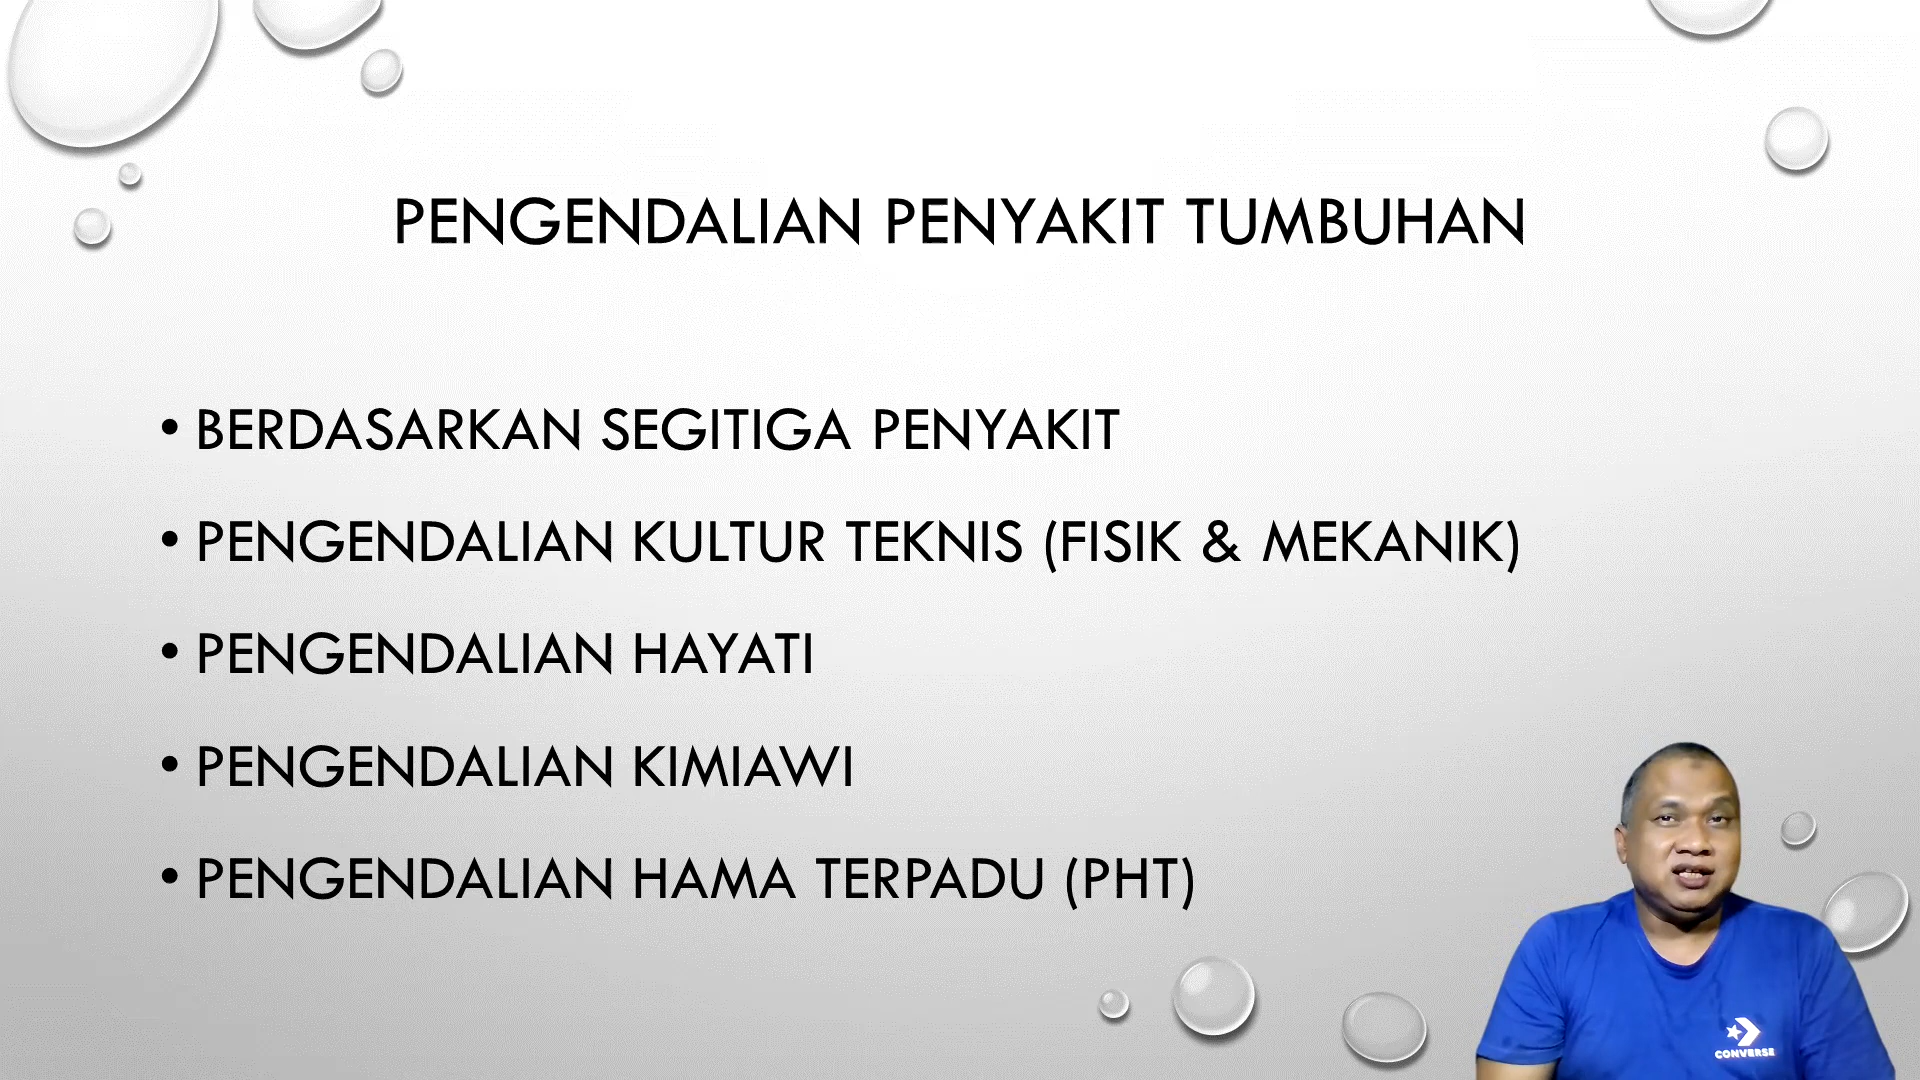 PENGENDALIAN PENYAKIT TUMBUHAN
• BERDASARKAN SEGITIGA PENYAKIT
• PENGENDALIAN KULTUR TEKNIS (FISIK & MEKANIK)
• PENGENDALIAN HAYATI
• PENGENDALIAN KIMIAWI
• PENGENDALIAN HAMA TERPADU (PHT)
CONVERSE